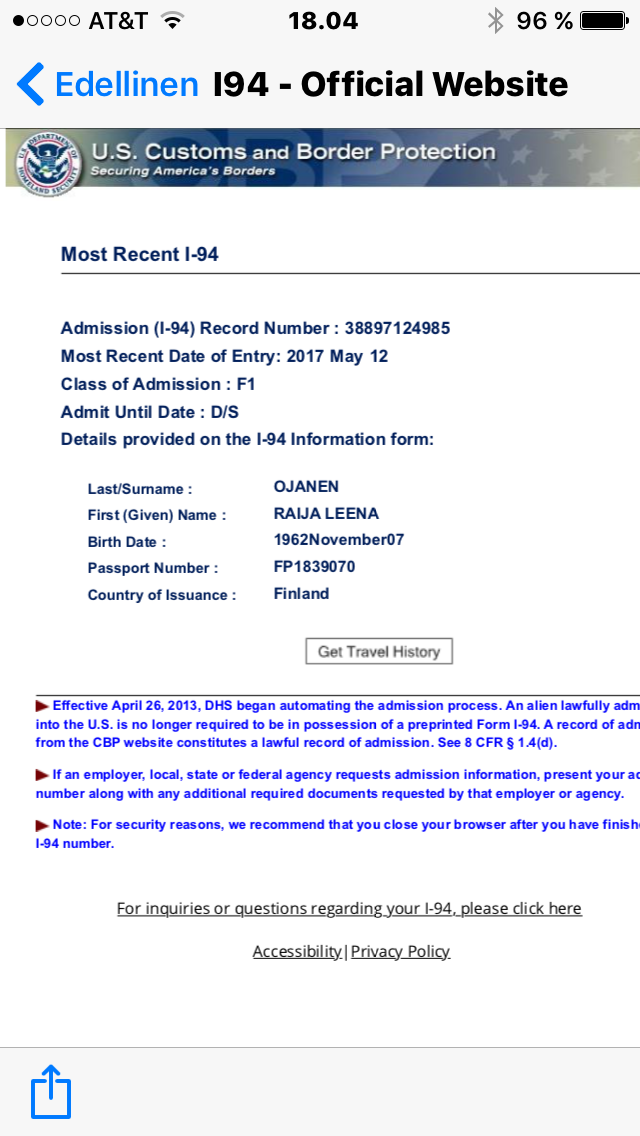 AT&T 18.04 96 %
Edellinen I94 - Official Website
U.S. Customs and Border Protection
Securing America's Borders
Most Recent I-94
Admission (I-94) Record Number : 38897124985
Most Recent Date of Entry: 2017 May 12
Class of Admission : F1
Admit Until Date : D/S
Details provided on the I-94 Information form:
Last/Surname : OJANEN
First (Given) Name : RAIJA LEENA
Birth Date : 1962November07
Passport Number : FP1839070
Country of Issuance : Finland
Get Travel History
Effective April 26, 2013, DHS began automating the admission process. An alien lawfully adm
into the U.S. is no longer required to be in possession of a preprinted Form I-94. A record of adm
from the CBP website constitutes a lawful record of admission. See 8 CFR § 1.4(d).
If an employer, local, state or federal agency requests admission information, present your ad
number along with any additional required documents requested by that employer or agency.
Note: For security reasons, we recommend that you close your browser after you have finish
I-94 number.
For inquiries or questions regarding your I-94, please click here
Accessibility|Privacy Policy